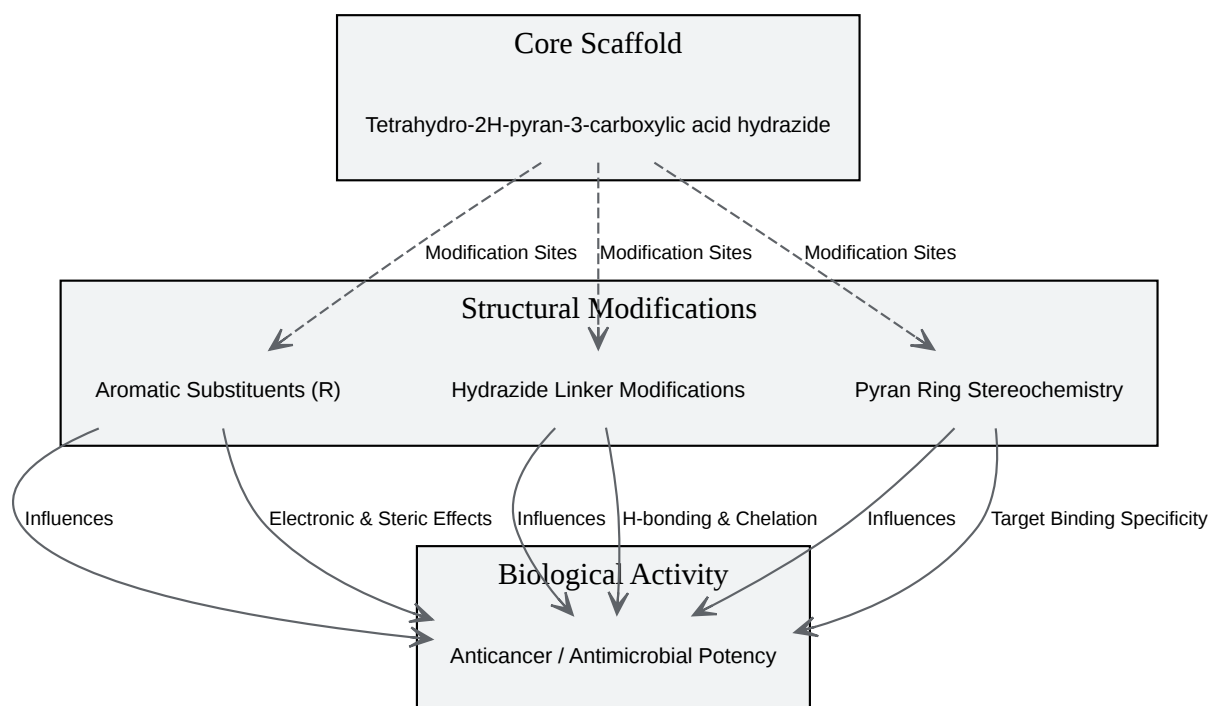 Core Scaffold
Tetrahydro-2H-pyran-3-carboxylic acid hydrazide
Modification Sites
Modification Sites
Modification Sites
Structural Modifications
Aromatic Substituents (R)
Hydrazide Linker Modifications
Pyran Ring Stereochemistry
Influences
Electronic & Steric Effects
Influences
H-bonding & Chelation
Influences
Target Binding Specificity
Biological Activity
Anticancer / Antimicrobial Potency